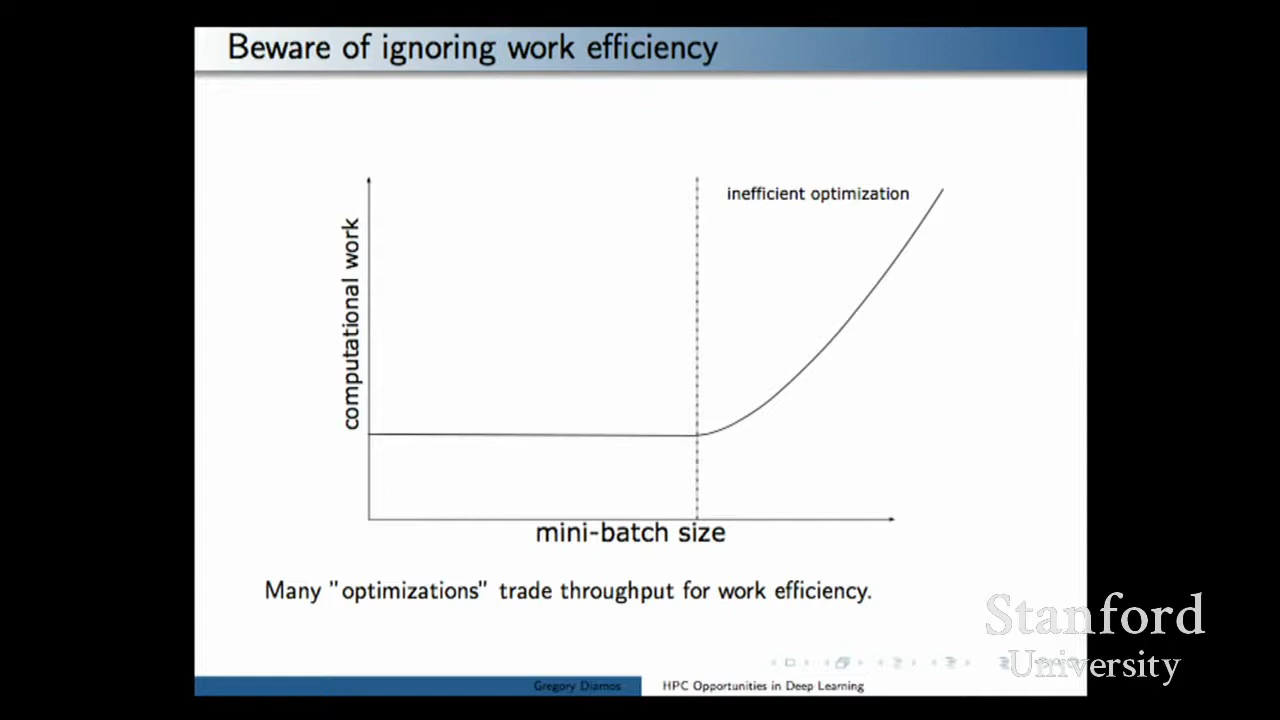 Beware of ignoring work efficiency
inefficient optimization
computational work
mini-batch size
Many "optimizations" trade throughput for work efficiency.
Stanford
University
Gregory Diamos
HPC Opportunities in Deep Learning